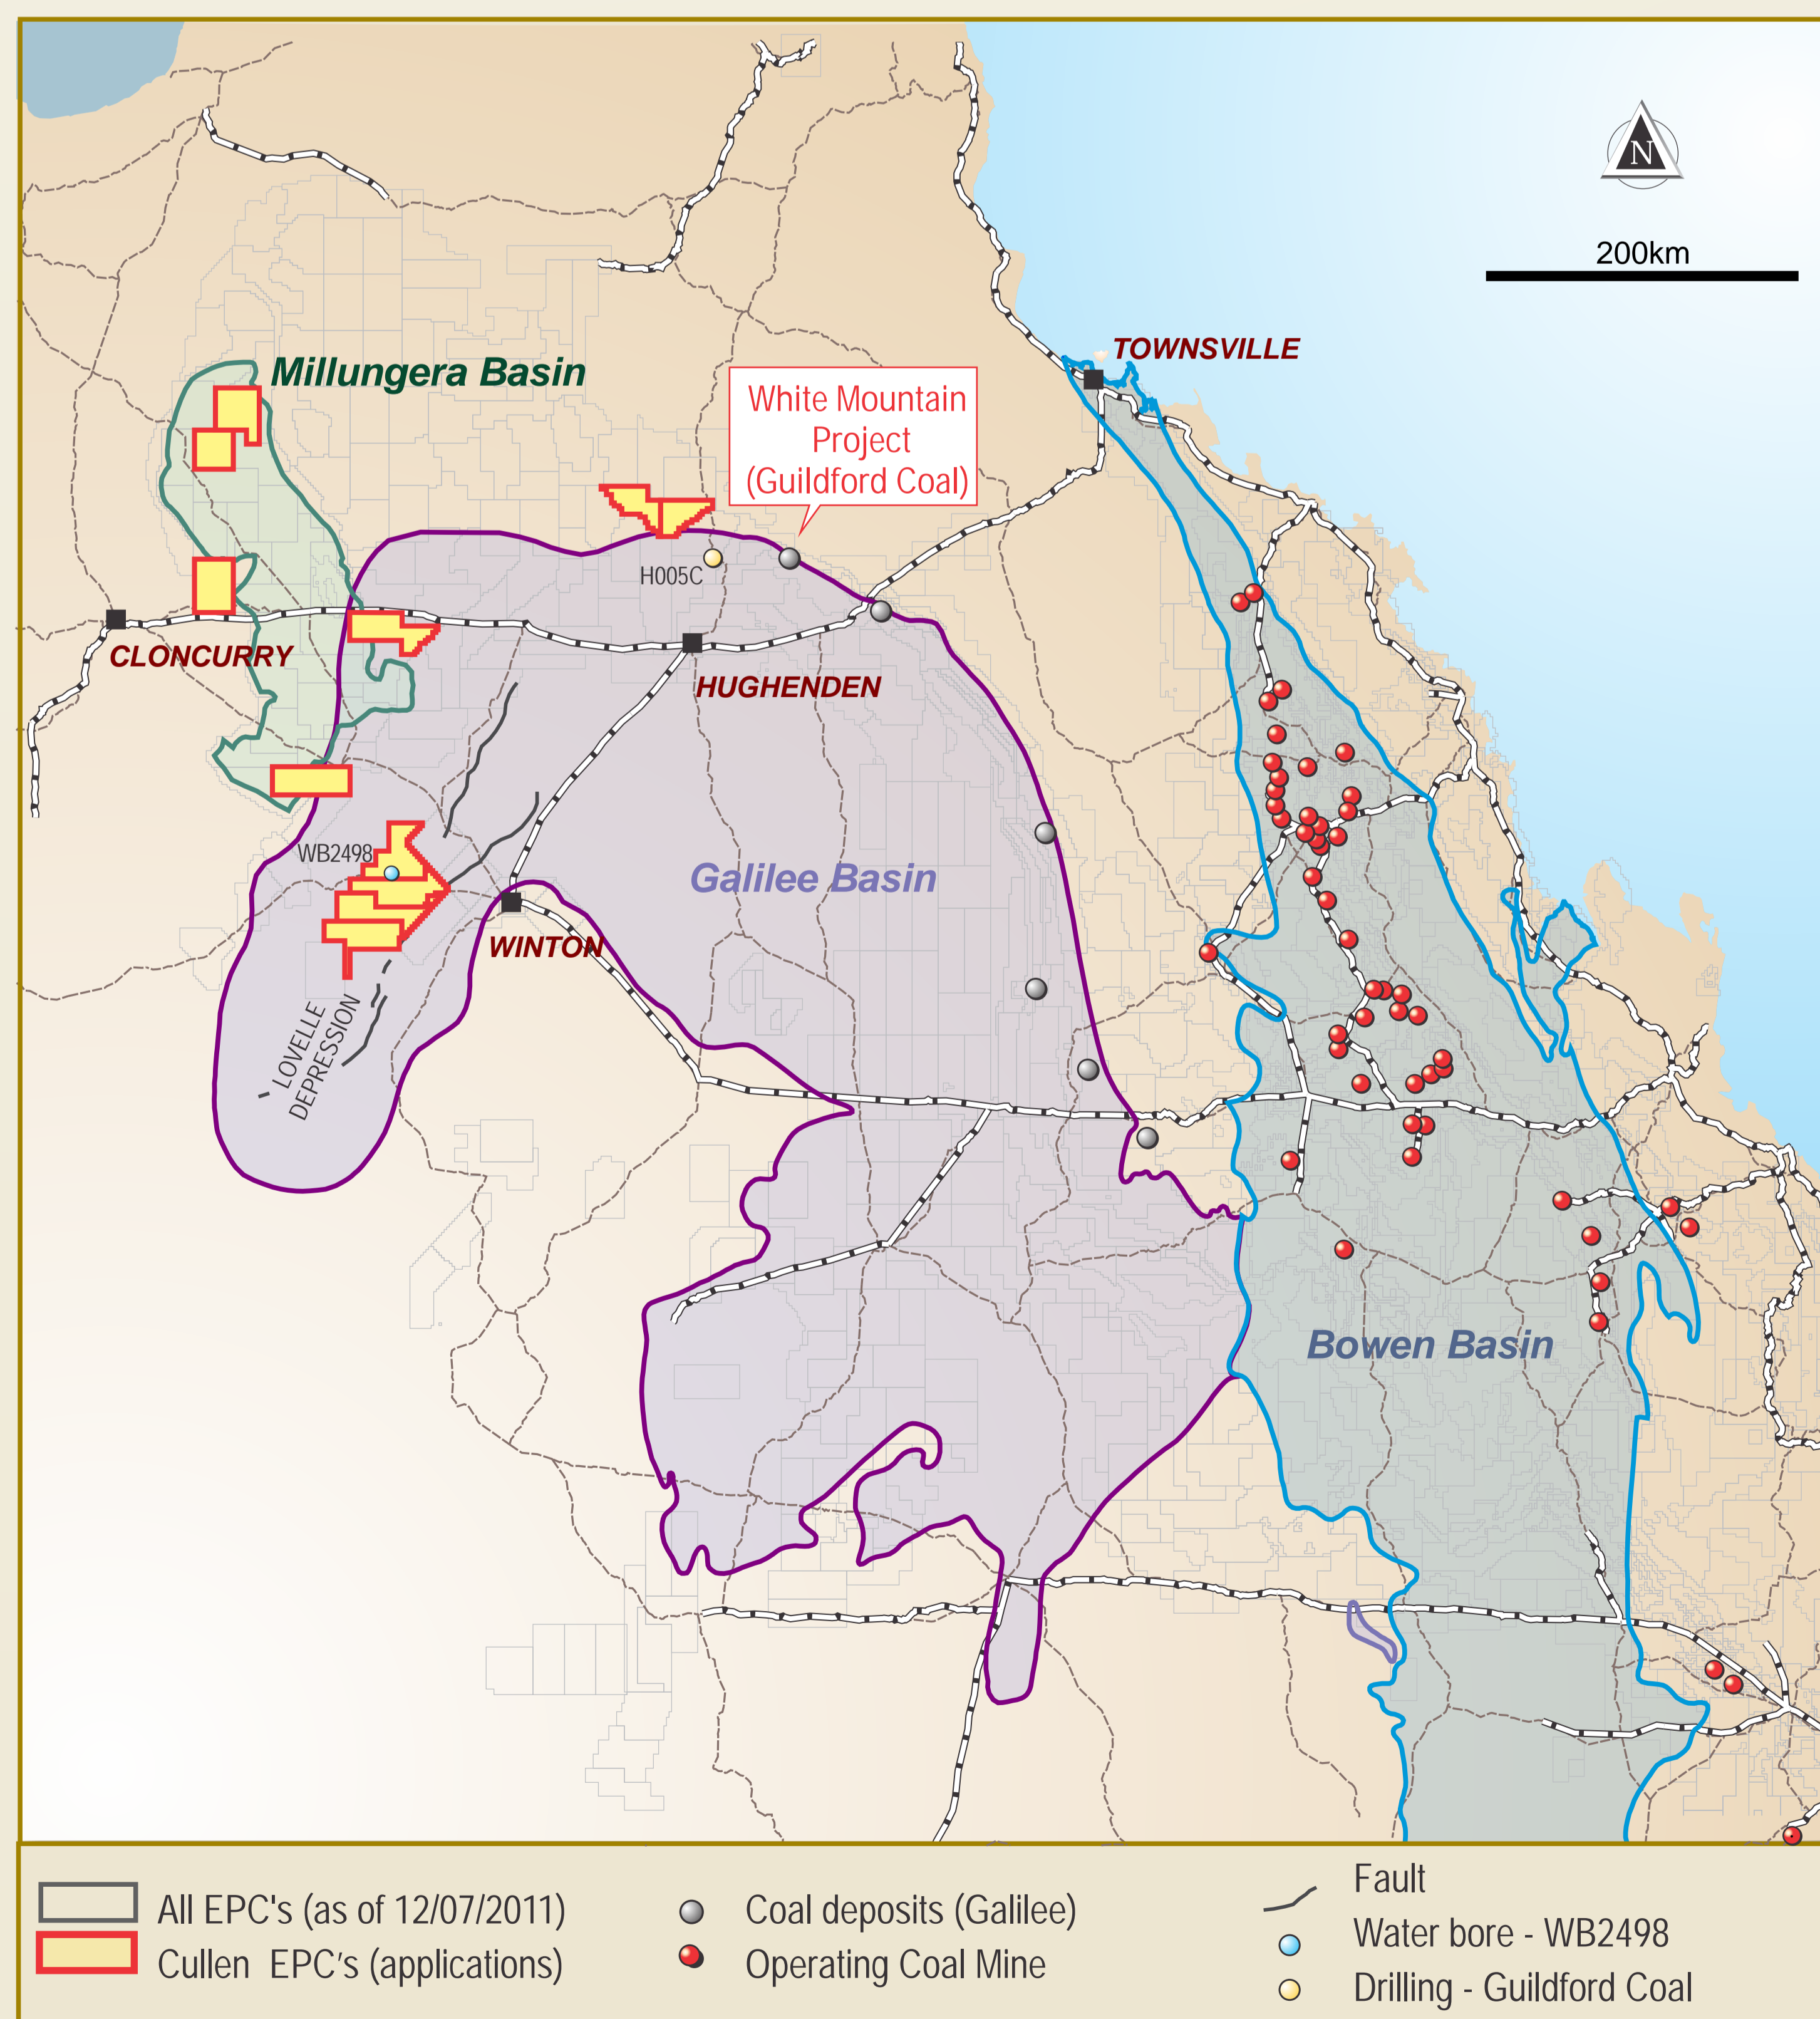 N
200km
TOWNSVILLE
Millungera Basin
White Mountain
Project
(Guildford Coal)
H005C
CLONCURRY
HUGHENDEN
WB2498
Galilee Basin
WINTON
LOVELLE
DEPRESSION
Bowen Basin
All EPC's (as of 12/07/2011)
Cullen EPC's (applications)
Coal deposits (Galilee)
Operating Coal Mine
Fault
Water bore - WB2498
Drilling - Guildford Coal